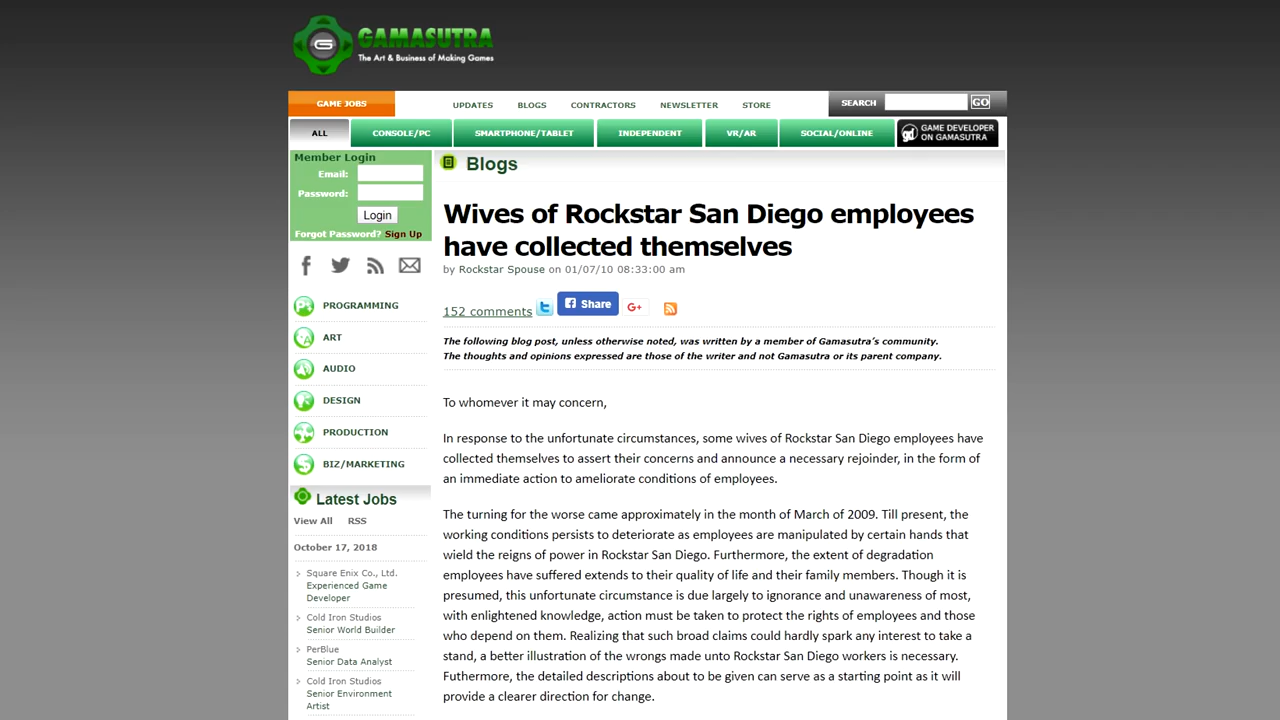 GAMASUTRA
The Art & Business of Making Games
GAME JOBS
UPDATES BLOGS CONTRACTORS NEWSLETTER STORE
SEARCH GO
ALL CONSOLE/PC SMARTPHONE/TABLET INDEPENDENT VR/AR SOCIAL/ONLINE
gd GAME DEVELOPER
ON GAMASUTRA
Member Login
Email:
Password:
Login
Forgot Password? Sign Up
PROGRAMMING
ART
AUDIO
DESIGN
PRODUCTION
BIZ/MARKETING
Latest Jobs
View All RSS
October 17, 2018
Square Enix Co., Ltd.
Experienced Game
Developer
Cold Iron Studios
Senior World Builder
PerBlue
Senior Data Analyst
Cold Iron Studios
Senior Environment
Artist
Blogs
Wives of Rockstar San Diego employees
have collected themselves
by Rockstar Spouse on 01/07/10 08:33:00 am
152 comments Share G+
The following blog post, unless otherwise noted, was written by a member of Gamasutra's community.
The thoughts and opinions expressed are those of the writer and not Gamasutra or its parent company.
To whomever it may concern,
In response to the unfortunate circumstances, some wives of Rockstar San Diego employees have
collected themselves to assert their concerns and announce a necessary rejoinder, in the form of
an immediate action to ameliorate conditions of employees.
The turning for the worse came approximately in the month of March of 2009. Till present, the
working conditions persists to deteriorate as employees are manipulated by certain hands that
wield the reigns of power in Rockstar San Diego. Furthermore, the extent of degradation
employees have suffered extends to their quality of life and their family members. Though it is
presumed, this unfortunate circumstance is due largely to ignorance and unawareness of most,
with enlightened knowledge, action must be taken to protect the rights of employees and those
who depend on them. Realizing that such broad claims could hardly spark any interest to take a
stand, a better illustration of the wrongs made unto Rockstar San Diego workers is necessary.
Futhermore, the detailed descriptions about to be given can serve as a starting point as it will
provide a clearer direction for change.